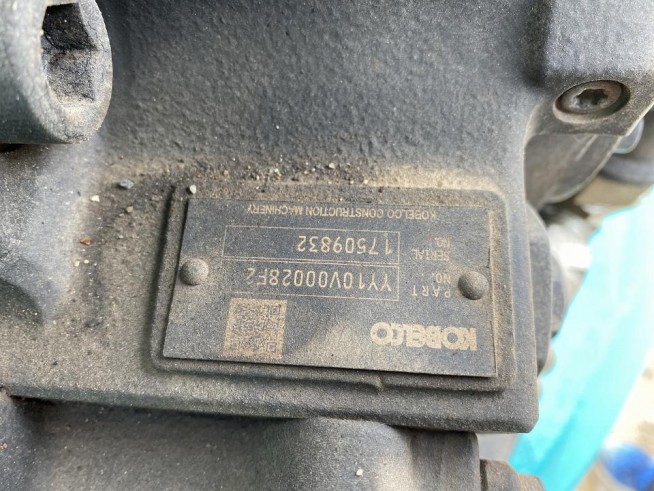 KOBELCO
PART NO. YY10V00028F2
SERIAL NO. 17509832
KOBELCO CONSTRUCTION MACHINERY